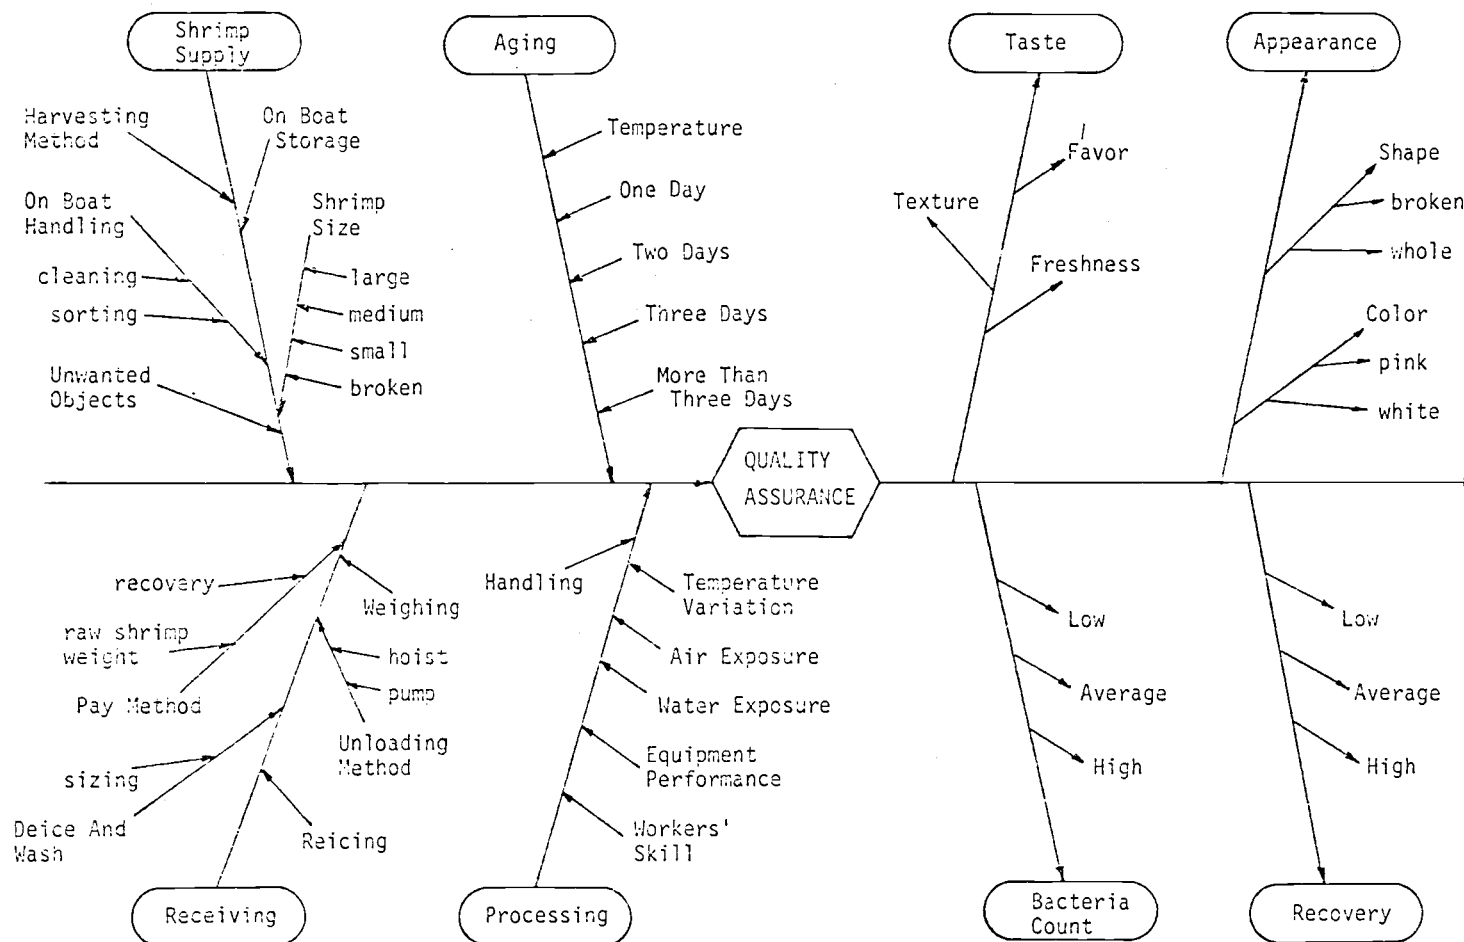 Shrimp
Supply
Aging
Taste
Appearance
Harvesting
Method
On Boat
Storage
On Boat
Handling
Shrimp
Size
cleaning
sorting
large
medium
small
broken
Unwanted
Objects
Temperature
One Day
Two Days
Three Days
More Than
Three Days
Favor
Texture
Freshness
Shape
broken
whole
Color
pink
white
QUALITY
ASSURANCE
recovery
Weighing
raw shrimp
weight
hoist
pump
Pay Method
Unloading
Method
sizing
Deice And
Wash
Reicing
Receiving
Handling
Temperature
Variation
Air Exposure
Water Exposure
Equipment
Performance
Workers'
Skill
Processing
Low
Average
High
Bacteria
Count
Low
Average
High
Recovery